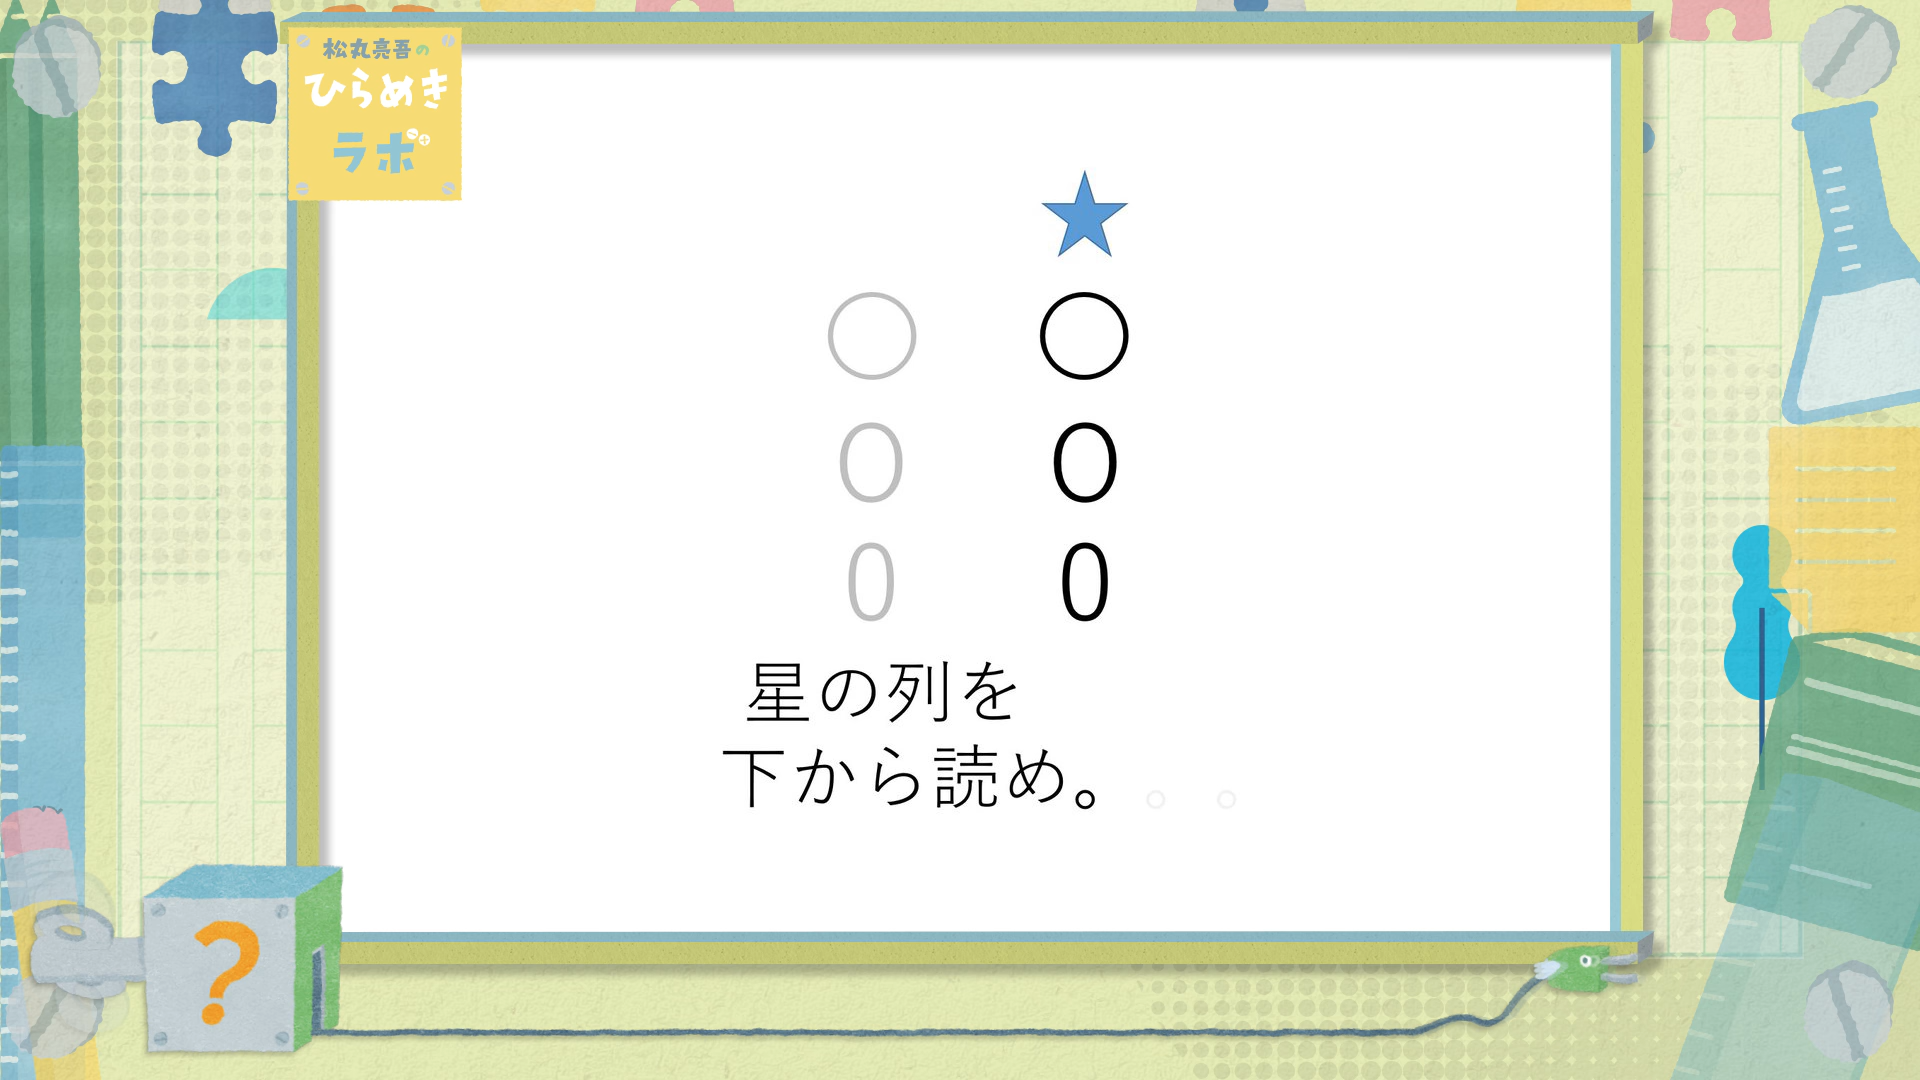 松丸亮吾の
ひらめき
ラボ
★
○ ○
O O
0 0
星の列を
下から読め。。。
?